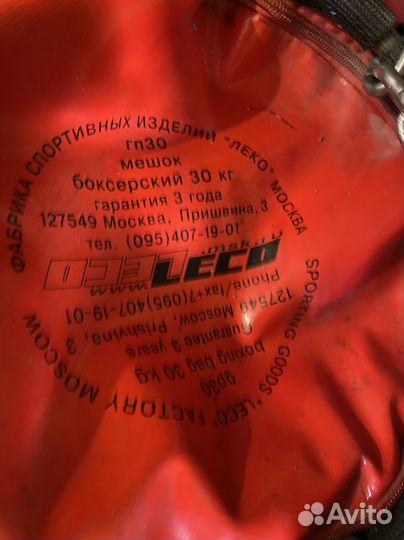 ФАБРИКА СПОРТИВНЫХ ИЗДЕЛИЙ "ЛЕКО" МОСКВА
гп30
мешок
боксерский 30 кг
гарантия 3 года
127549 Москва, Пришвина, 3
тел. (095)407-19-01
www.LECO.msk.ru
SPORTING GOODS "LECO" FACTORY MOSCOW
gp30
boxing bag 30 kg
Guarantee 3 years
127549 Moscow, Prishvina, 3
Phone/fax+7(095)407-19-01
Avito